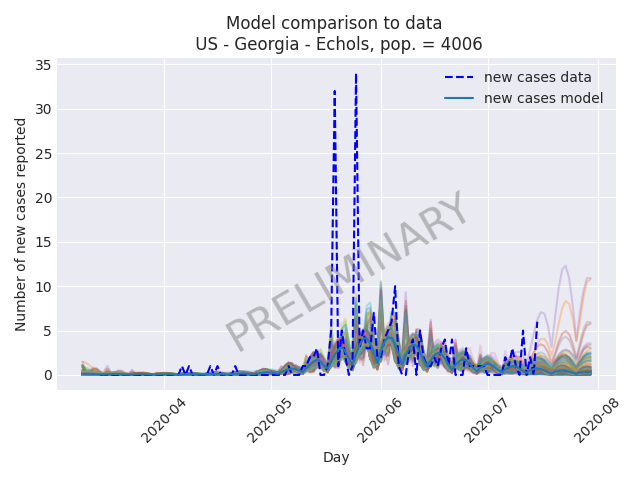 Model comparison to data
US - Georgia - Echols, pop. = 4006
35
30
25
20
15
10
5
0
Number of new cases reported
new cases data
new cases model
PRELIMINARY
2020-04
2020-05
2020-06
2020-07
2020-08
Day